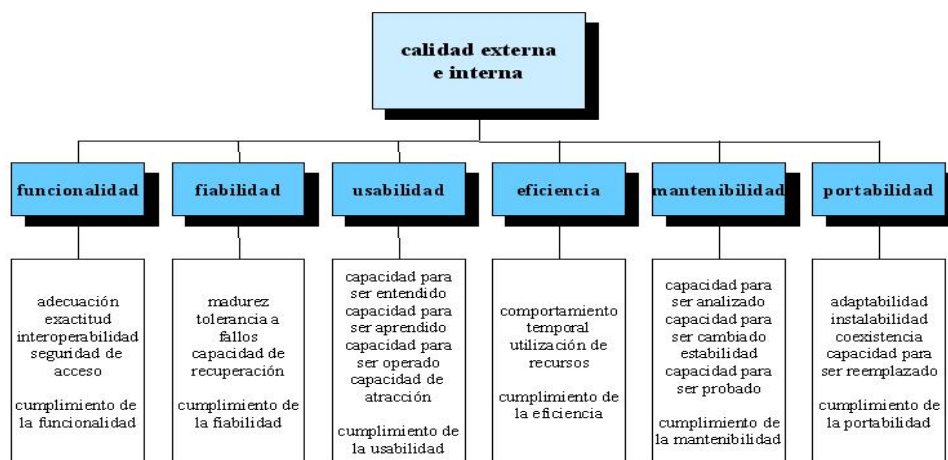 calidad externa
e interna
funcionalidad
fiabilidad
usabilidad
eficiencia
mantenibilidad
portabilidad
adecuación
exactitud
interoperabilidad
seguridad de
acceso
cumplimiento de
la funcionalidad
madurez
tolerancia a
fallos
capacidad de
recuperación
cumplimiento de
la fiabilidad
capacidad para
ser entendido
capacidad para
ser aprendido
capacidad para
ser operado
capacidad de
atracción
cumplimiento de
la usabilidad
comportamiento
temporal
utilización de
recursos
cumplimiento de
la eficiencia
capacidad para
ser analizado
capacidad para
ser cambiado
estabilidad
capacidad para
ser probado
cumplimiento de
la mantenibilidad
adaptabilidad
instalabilidad
coexistencia
capacidad para
ser reemplazado
cumplimiento de
la portabilidad